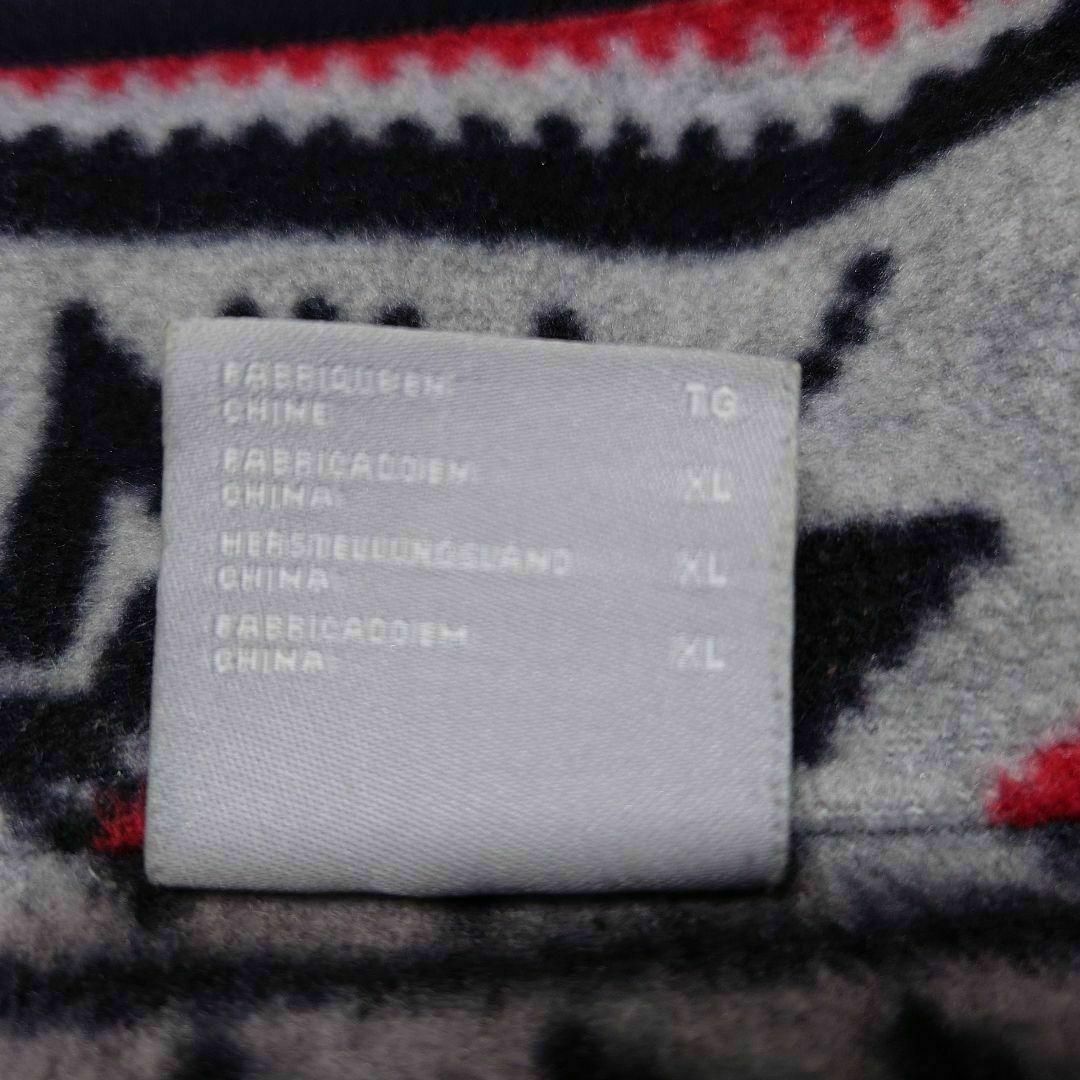 FABRIQUE EN TG
CHINE
FABRICADO EM XL
CHINA
HERSTELLUNGSLAND XL
CHINA
FABRICADO EM XL
CHINA